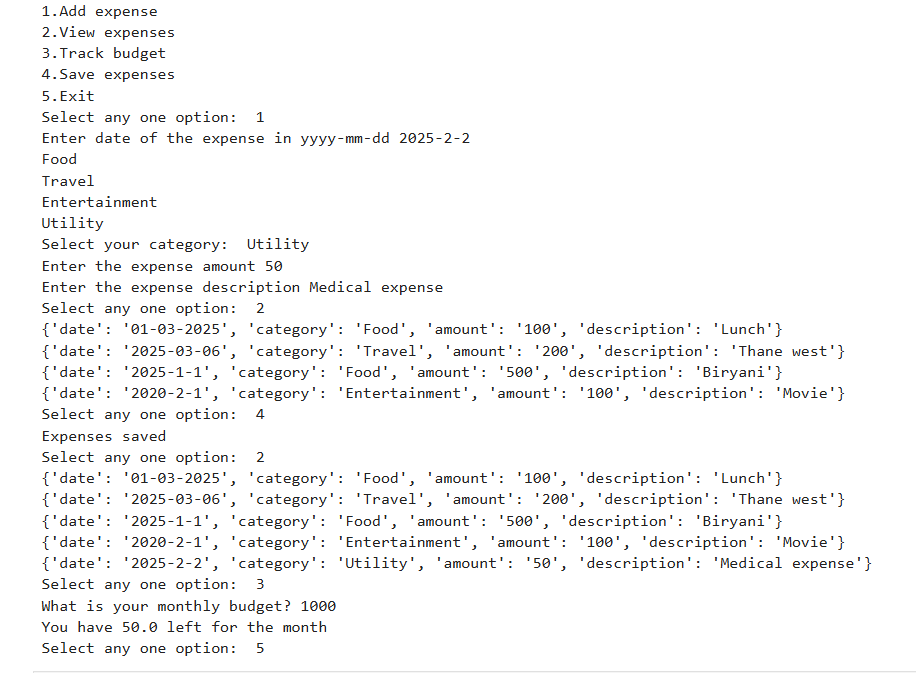 1.Add expense
2.View expenses
3.Track budget
4.Save expenses
5.Exit
Select any one option:  1
Enter date of the expense in yyyy-mm-dd 2025-2-2
Food
Travel
Entertainment
Utility
Select your category:  Utility
Enter the expense amount 50
Enter the expense description Medical expense
Select any one option:  2
{'date': '01-03-2025', 'category': 'Food', 'amount': '100', 'description': 'Lunch'}
{'date': '2025-03-06', 'category': 'Travel', 'amount': '200', 'description': 'Thane west'}
{'date': '2025-1-1', 'category': 'Food', 'amount': '500', 'description': 'Biryani'}
{'date': '2020-2-1', 'category': 'Entertainment', 'amount': '100', 'description': 'Movie'}
Select any one option:  4
Expenses saved
Select any one option:  2
{'date': '01-03-2025', 'category': 'Food', 'amount': '100', 'description': 'Lunch'}
{'date': '2025-03-06', 'category': 'Travel', 'amount': '200', 'description': 'Thane west'}
{'date': '2025-1-1', 'category': 'Food', 'amount': '500', 'description': 'Biryani'}
{'date': '2020-2-1', 'category': 'Entertainment', 'amount': '100', 'description': 'Movie'}
{'date': '2025-2-2', 'category': 'Utility', 'amount': '50', 'description': 'Medical expense'}
Select any one option:  3
What is your monthly budget? 1000
You have 50.0 left for the month
Select any one option:  5